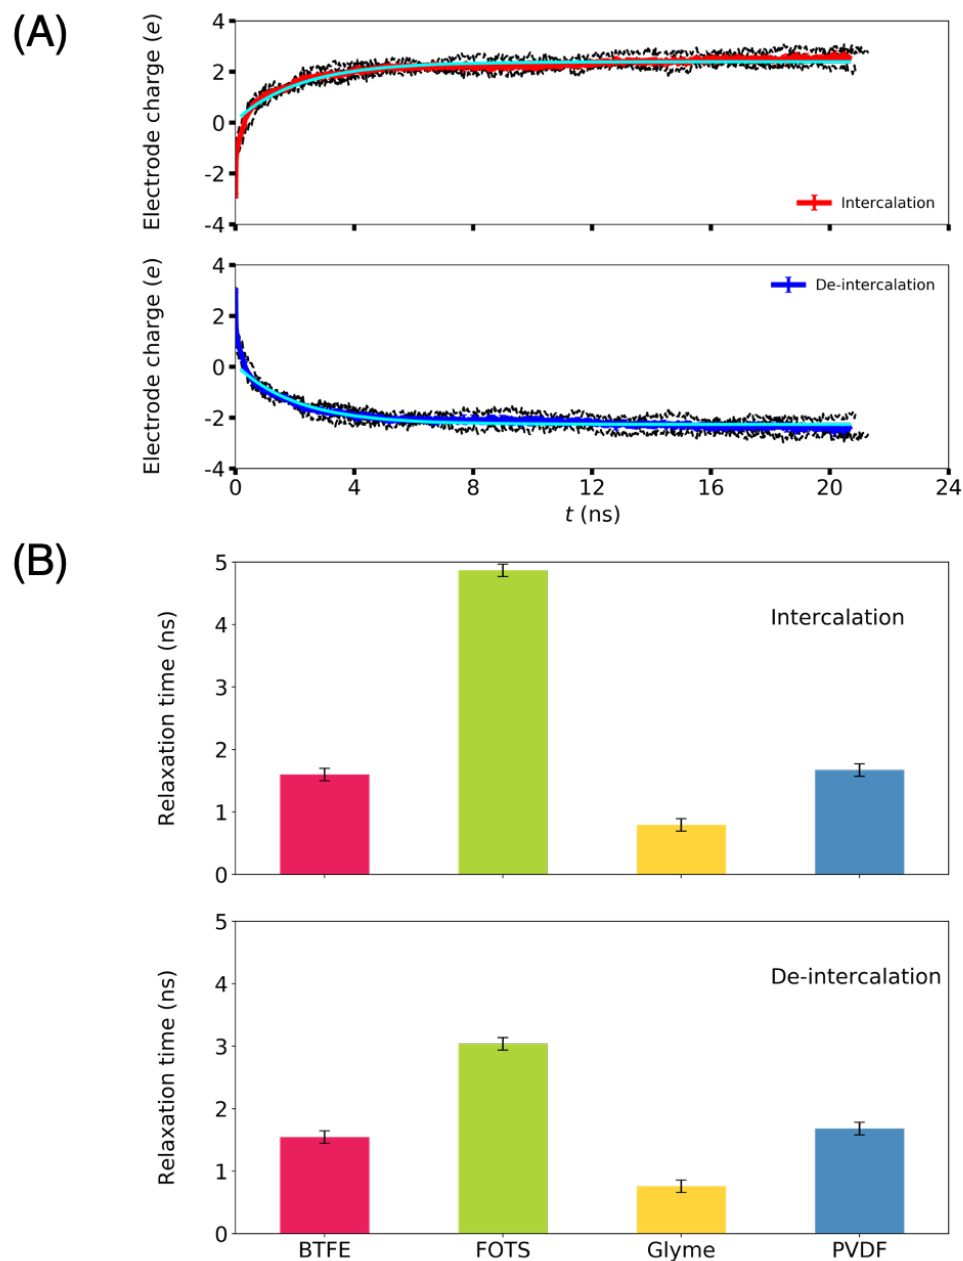 (A)
4
2
0
-2
-4
Electrode charge (e)
Intercalation
4
2
0
-2
-4
Electrode charge (e)
De-intercalation
0 4 8 12 16 20 24
t (ns)
(B)
5
4
3
2
1
0
Relaxation time (ns)
Intercalation
5
4
3
2
1
0
Relaxation time (ns)
De-intercalation
BTFE FOTS Glyme PVDF